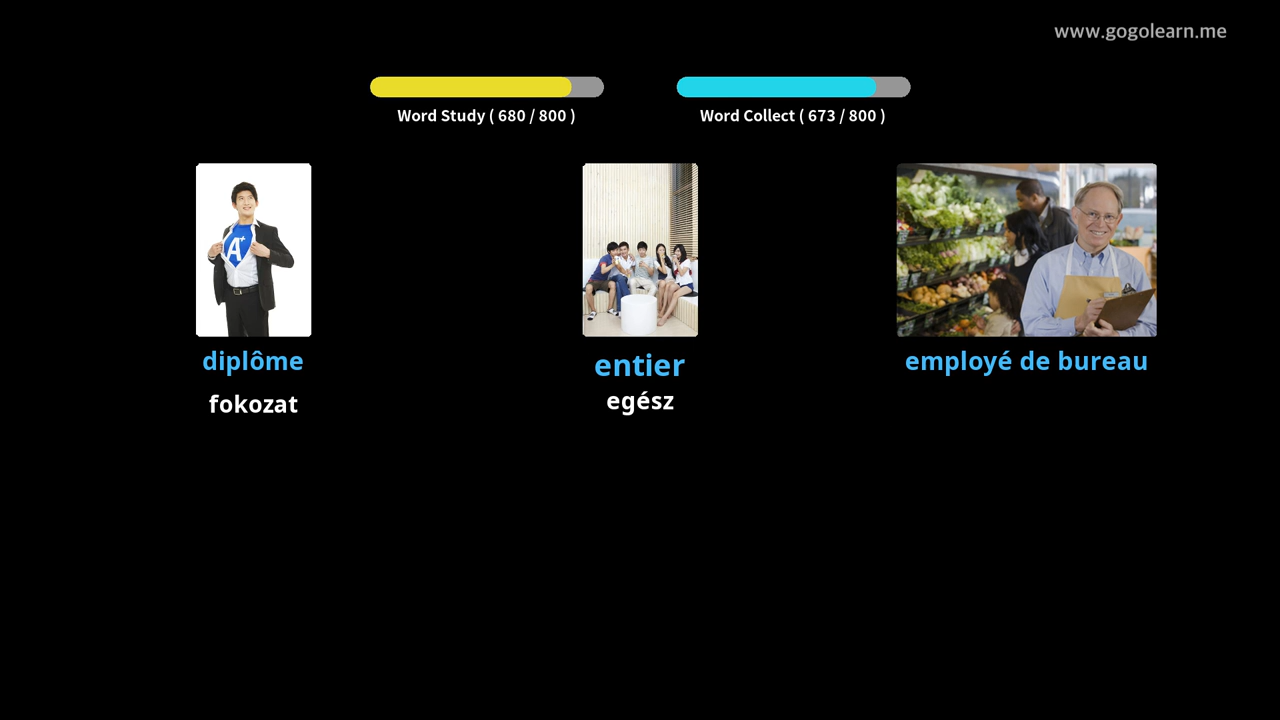 www.gogolearn.me
Word Study ( 680 / 800 )
Word Collect ( 673 / 800 )
A+
diplôme
entier
employé de bureau
fokozat
egész